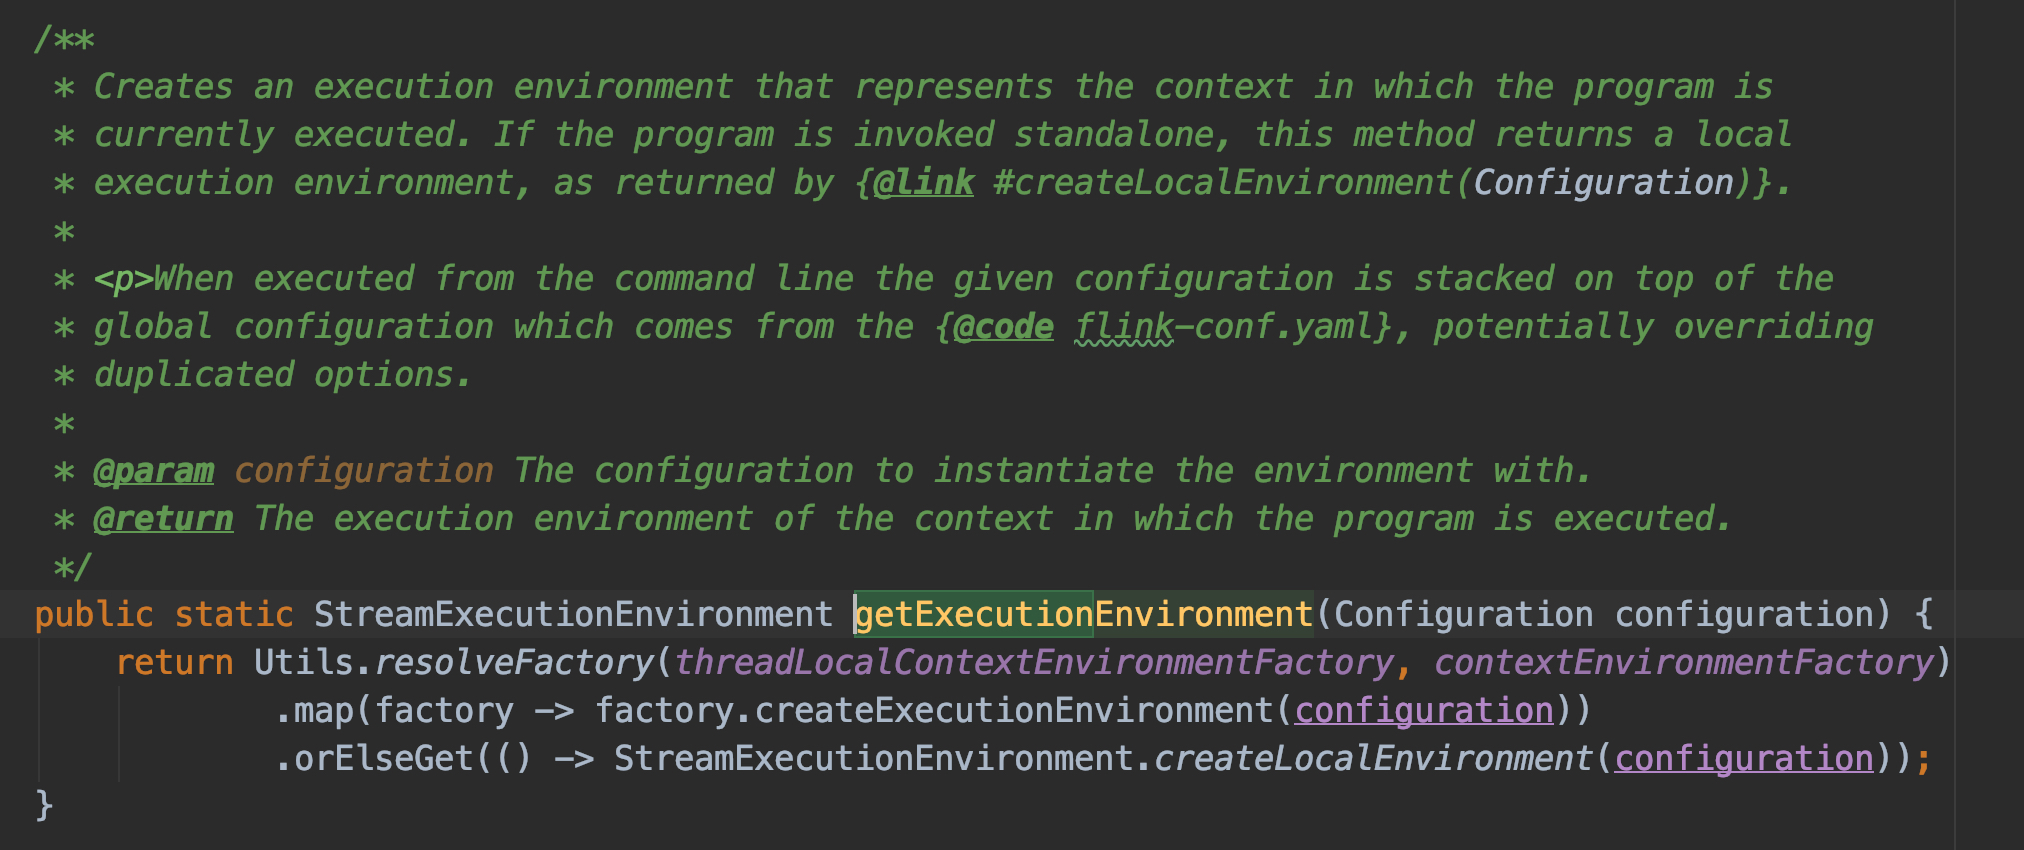 /**
* Creates an execution environment that represents the context in which the program is
* currently executed. If the program is invoked standalone, this method returns a local
* execution environment, as returned by {@link #createLocalEnvironment(Configuration)}.
*
* <p>When executed from the command line the given configuration is stacked on top of the
* global configuration which comes from the {@code flink-conf.yaml}, potentially overriding
* duplicated options.
*
* @param configuration The configuration to instantiate the environment with.
* @return The execution environment of the context in which the program is executed.
*/
public static StreamExecutionEnvironment getExecutionEnvironment(Configuration configuration) {
return Utils.resolveFactory(threadLocalContextEnvironmentFactory, contextEnvironmentFactory)
.map(factory -> factory.createExecutionEnvironment(configuration))
.orElseGet(() -> StreamExecutionEnvironment.createLocalEnvironment(configuration));
}